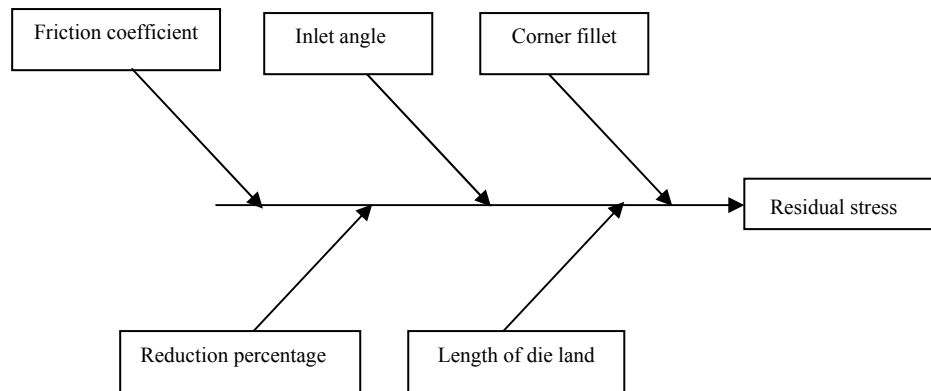 Friction coefficient
Inlet angle
Corner fillet
Residual stress
Reduction percentage
Length of die land